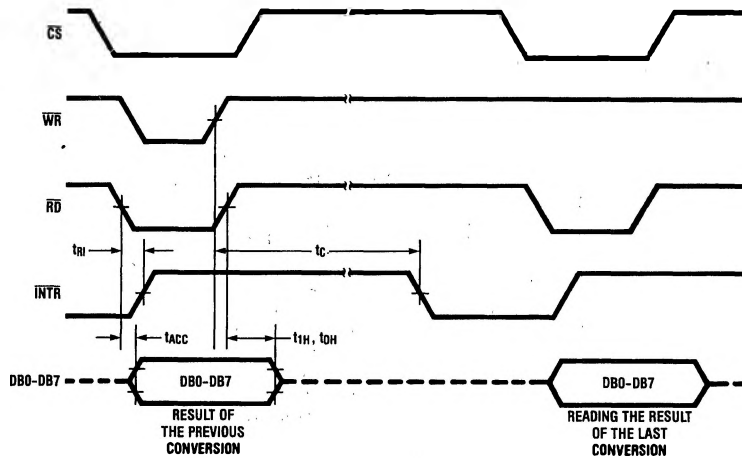 CS
WR
RD
tRI
tC
INTR
tACC
t1H, t0H
DB0-DB7
DB0-DB7
DB0-DB7
RESULT OF
THE PREVIOUS
CONVERSION
READING THE RESULT
OF THE LAST
CONVERSION